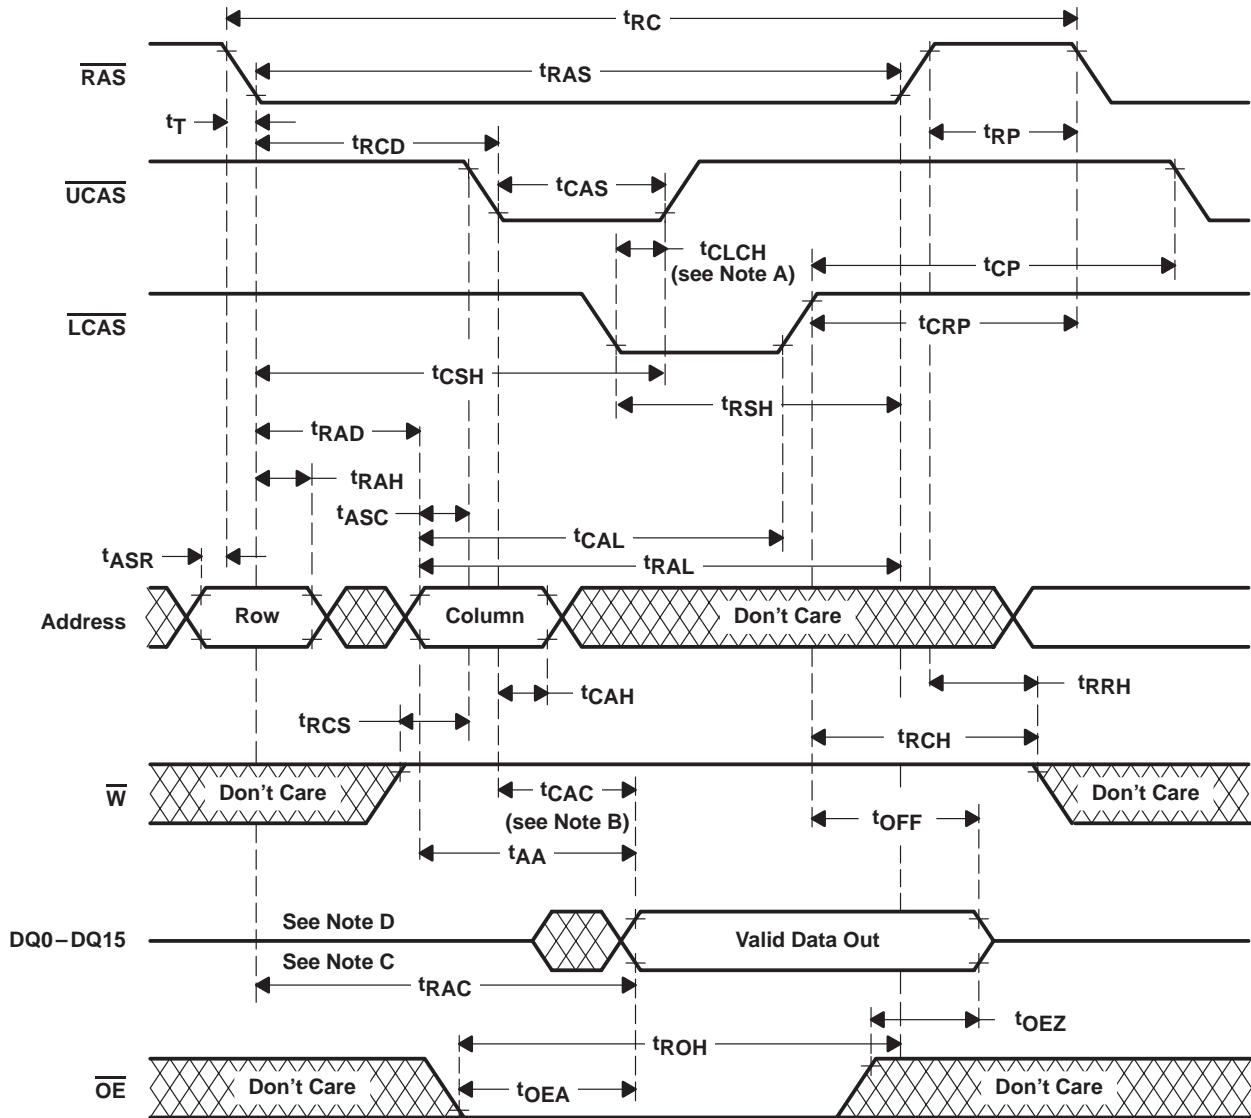 tRC
RAS
tRAS
tT
tRCD
tRP
UCAS
tCAS
tCLCH
(see Note A)
tCP
LCAS
tCRP
tCSH
tRSH
tRAD
tRAH
tASC
tCAL
tASR
tRAL
Address
Row
Column
Don't Care
tCAH
tRRH
tRCS
tRCH
W
Don't Care
Don't Care
tCAC
(see Note B)
tOFF
tAA
See Note D
DQ0–DQ15
Valid Data Out
See Note C
tRAC
tOEZ
tROH
OE
Don't Care
tOEA
Don't Care